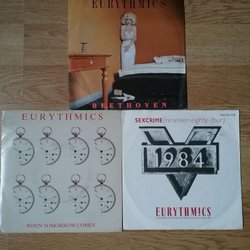 EURYTHMICS
BEETHOVEN
EURYTHMICS
WHEN TOMORROW COMES
SEXCRIME (nineteen eighty-four)
1984
EURYTHMICS